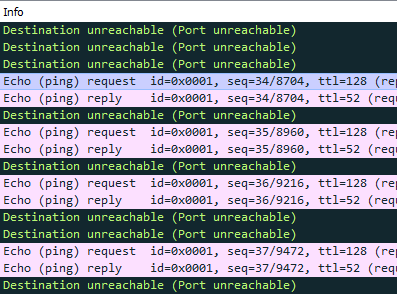 Info
Destination unreachable (Port unreachable)
Destination unreachable (Port unreachable)
Destination unreachable (Port unreachable)
Echo (ping) request id=0x0001, seq=34/8704, ttl=128 (rep
Echo (ping) reply id=0x0001, seq=34/8704, ttl=52 (requ
Destination unreachable (Port unreachable)
Echo (ping) request id=0x0001, seq=35/8960, ttl=128 (rep
Echo (ping) reply id=0x0001, seq=35/8960, ttl=52 (requ
Destination unreachable (Port unreachable)
Echo (ping) request id=0x0001, seq=36/9216, ttl=128 (rep
Echo (ping) reply id=0x0001, seq=36/9216, ttl=52 (requ
Destination unreachable (Port unreachable)
Destination unreachable (Port unreachable)
Echo (ping) request id=0x0001, seq=37/9472, ttl=128 (rep
Echo (ping) reply id=0x0001, seq=37/9472, ttl=52 (requ
Destination unreachable (Port unreachable)